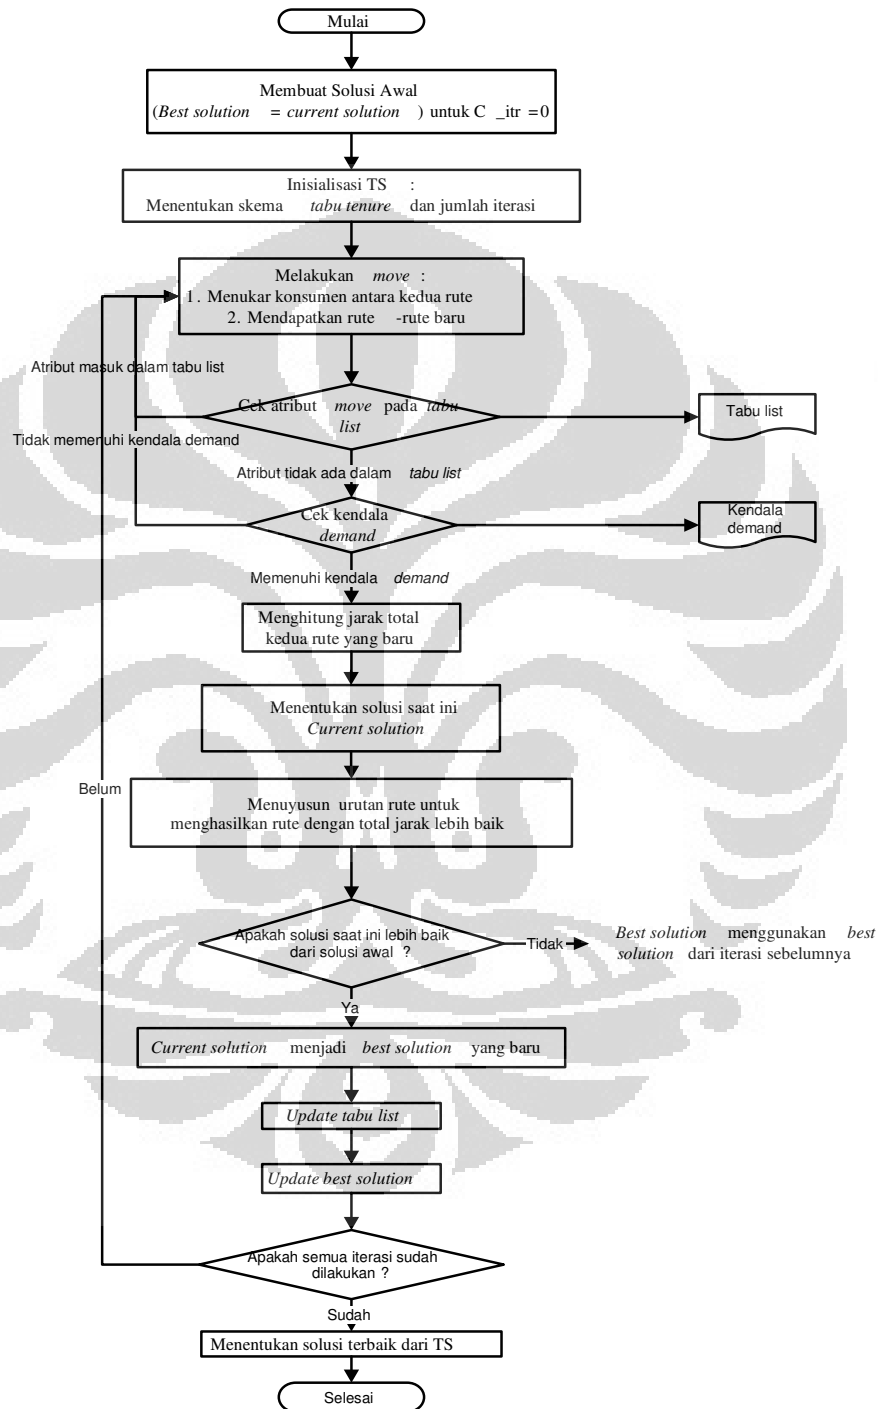 Mulai
Membuat Solusi Awal
(Best solution = current solution ) untuk C _itr =0
Inisialisasi TS :
Menentukan skema tabu tenure dan jumlah iterasi
Melakukan move :
1. Menukar konsumen antara kedua rute
2. Mendapatkan rute -rute baru
Atribut masuk dalam tabu list
Cek atribut move pada tabu
list
Tabu list
Tidak memenuhi kendala demand
Atribut tidak ada dalam tabu list
Cek kendala
demand
Kendala
demand
Memenuhi kendala demand
Menghitung jarak total
kedua rute yang baru
Menentukan solusi saat ini
Current solution
Belum
Menuyusun urutan rute untuk
menghasilkan rute dengan total jarak lebih baik
Apakah solusi saat ini lebih baik
dari solusi awal ?
Tidak
Best solution menggunakan best
solution dari iterasi sebelumnya
Ya
Current solution menjadi best solution yang baru
Update tabu list
Update best solution
Apakah semua iterasi sudah
dilakukan ?
Sudah
Menentukan solusi terbaik dari TS
Selesai